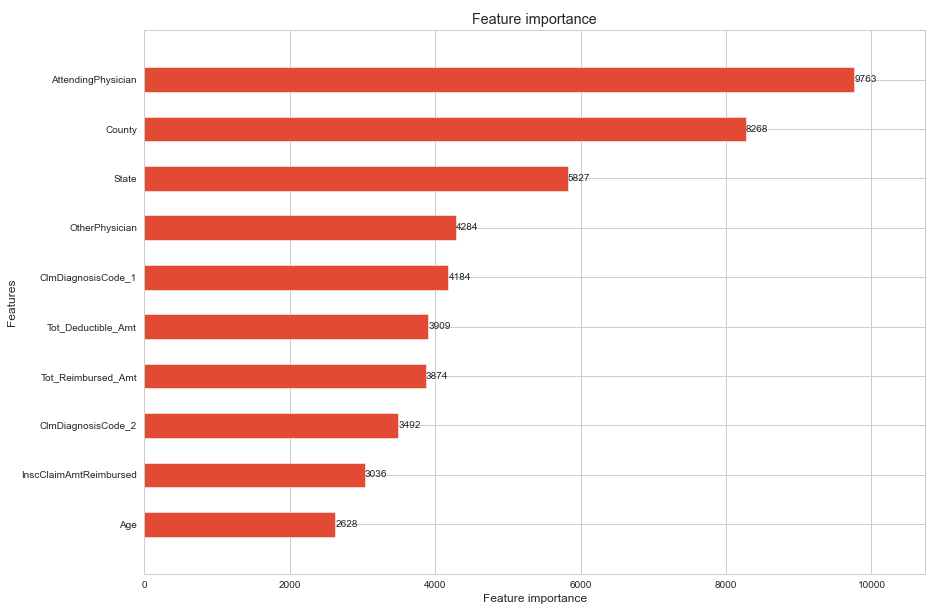 Feature importance
AttendingPhysician 9763
County 8268
State 5827
OtherPhysician 4284
ClmDiagnosisCode_1 4184
Tot_Deductible_Amt 3909
Tot_Reimbursed_Amt 3874
ClmDiagnosisCode_2 3492
InscClaimAmtReimbursed 3036
Age 2628
Features
0 2000 4000 6000 8000 10000
Feature importance